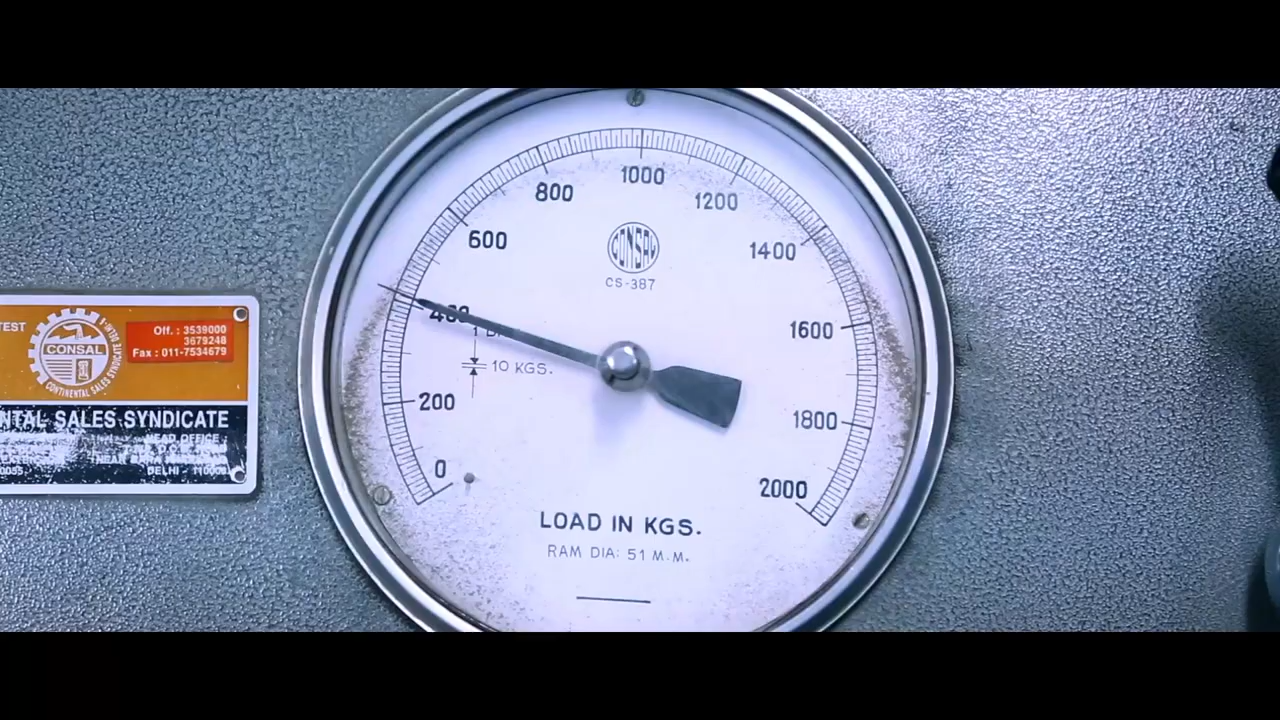 1000
800
1200
600
1400
CONSAL
CS-387
400
1600
10 KGS.
200
1800
0
2000
LOAD IN KGS.
RAM DIA: 51 M.M.
TEST
Off. : 3539000
3679248
Fax : 011-7534679
CONSAL
CONTINENTAL SALES SYNDICATE
NTAL SALES SYNDICATE
HEAD OFFICE
DELHI -